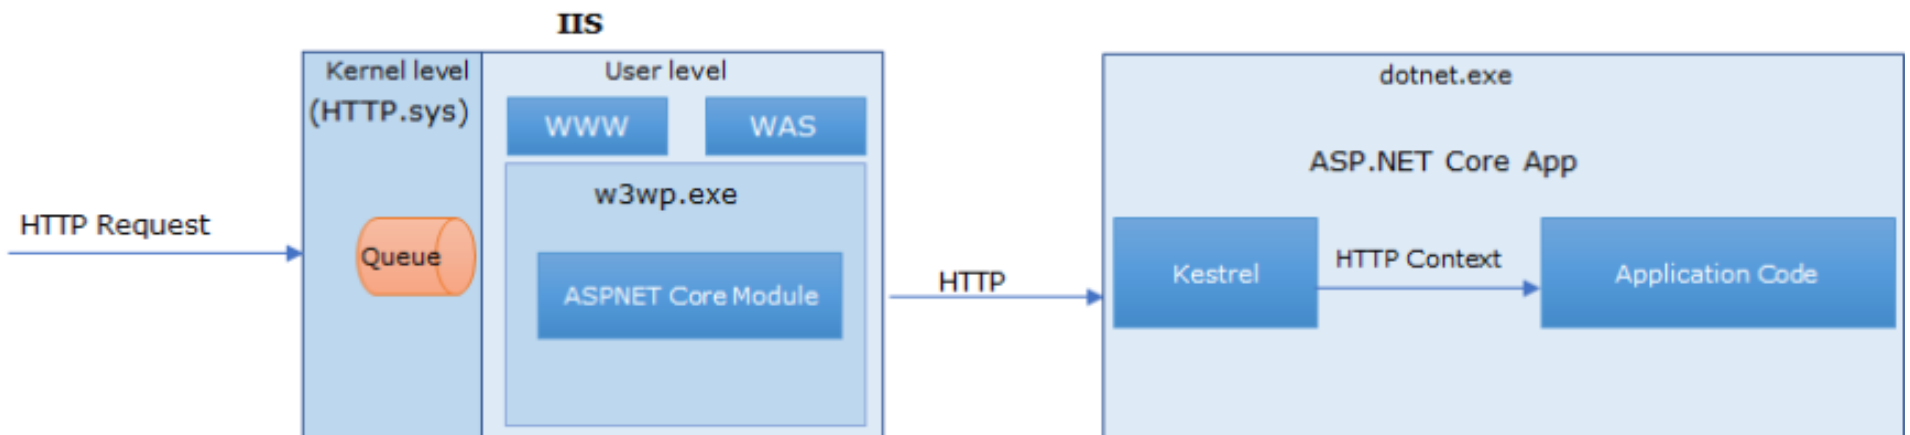 IIS
Kernel level
(HTTP.sys)
User level
WWW
WAS
w3wp.exe
HTTP Request
Queue
ASPNET Core Module
HTTP
dotnet.exe
ASP.NET Core App
Kestrel
HTTP Context
Application Code